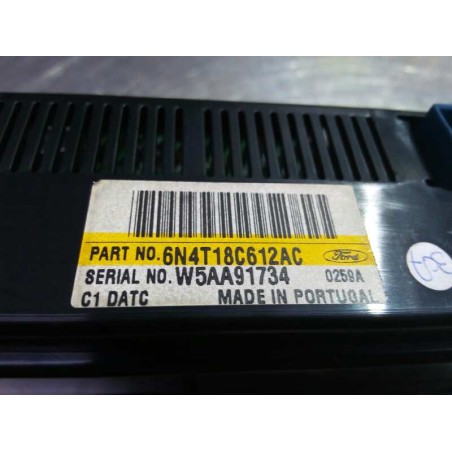 PART NO. 6N4T18C612AC Ford
SERIAL NO. W5AA91734 0259A
C1 DATC MADE IN PORTUGAL